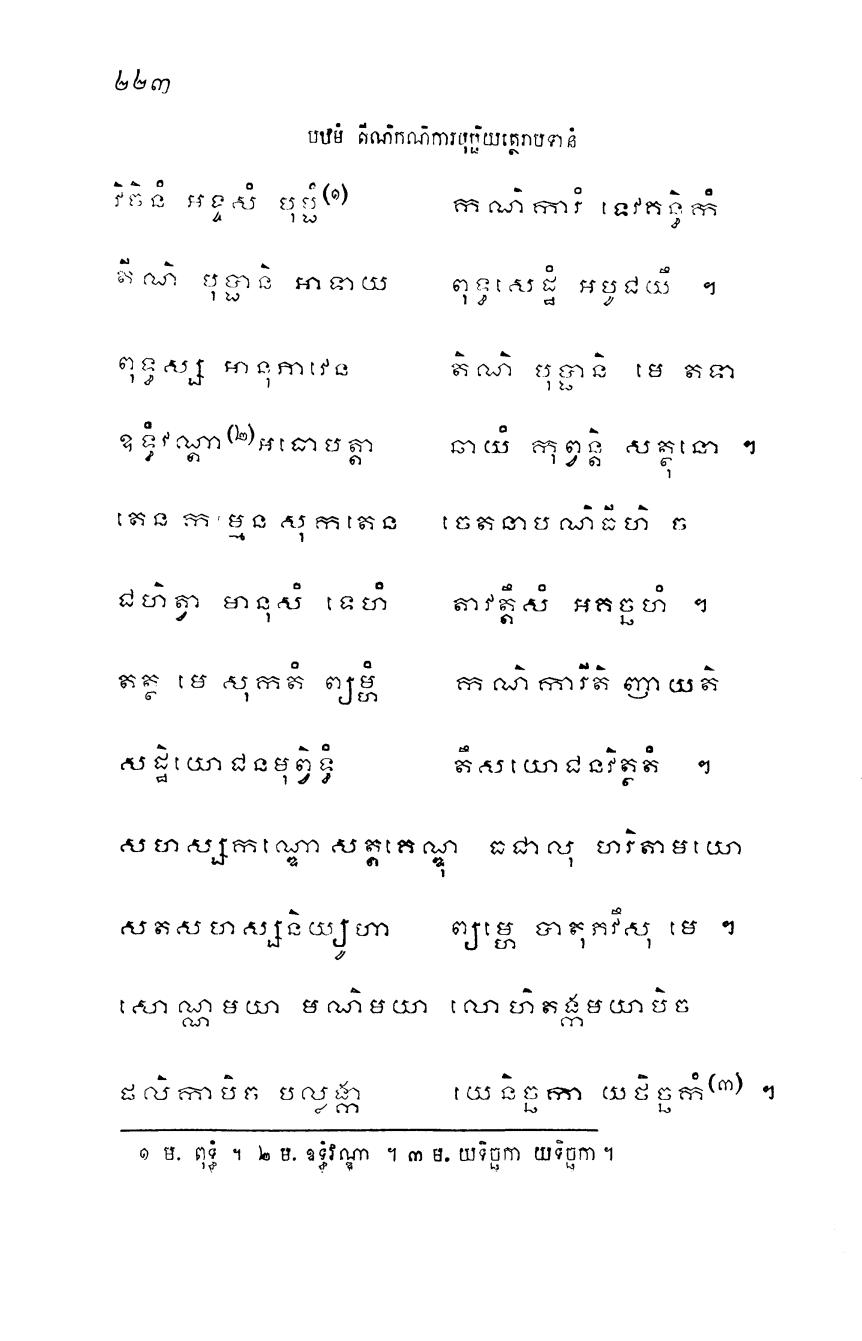 ២២៣
បឋមំ តីណិកណិការបុប្ផិយត្ថេរាបទានំ
វិចិនំ អទ្ទសំ បុប្ផំ(១) កណិការំ ទេវគន្ធិកំ
តីណិ បុប្ផានិ អាទាយ ពុទ្ធសេដ្ឋំ អបូជយឹ ។
ពុទ្ធស្ស អានុភាវេន តិណិ បុប្ផានិ មេ តទា
ឧទ្ធំវណ្ដា(២)អធោបត្តា ឆាយំ កុព្វន្តិ សត្ថុនោ ។
តេន កម្មេន សុកតេន ចេតនាបណិធីហិ ច
ជហិត្វា មានុសំ ទេហំ តាវត្តឹសំ អគច្ឆហំ ។
តត្ថ មេ សុកតំ ព្យម្ហំ កណិការីតិ ញាយតិ
សដ្ឋិយោជនមុព្វិទ្ធំ តឹសយោជនវិត្ថតំ ។
សហស្សកណ្ឌោ សត្តគេណ្ឌុ ធជាលុ ហរិតាមយោ
សតសហស្សនិយ្យូហា ព្យម្ហេ បាតុភវឹសុ មេ ។
សោណ្ណមយា មណិមយា លោហិតង្កមយាបិច
ផលិកាបិច បល្លង្កា យេនិច្ឆកា យថិច្ឆកំ(៣) ។
១ ម. ពុទ្ធំ ។ ២ ម. ឧទ្ធំវណ្ឌា ។ ៣ ម. យទិច្ឆកា យទិច្ឆកា ។